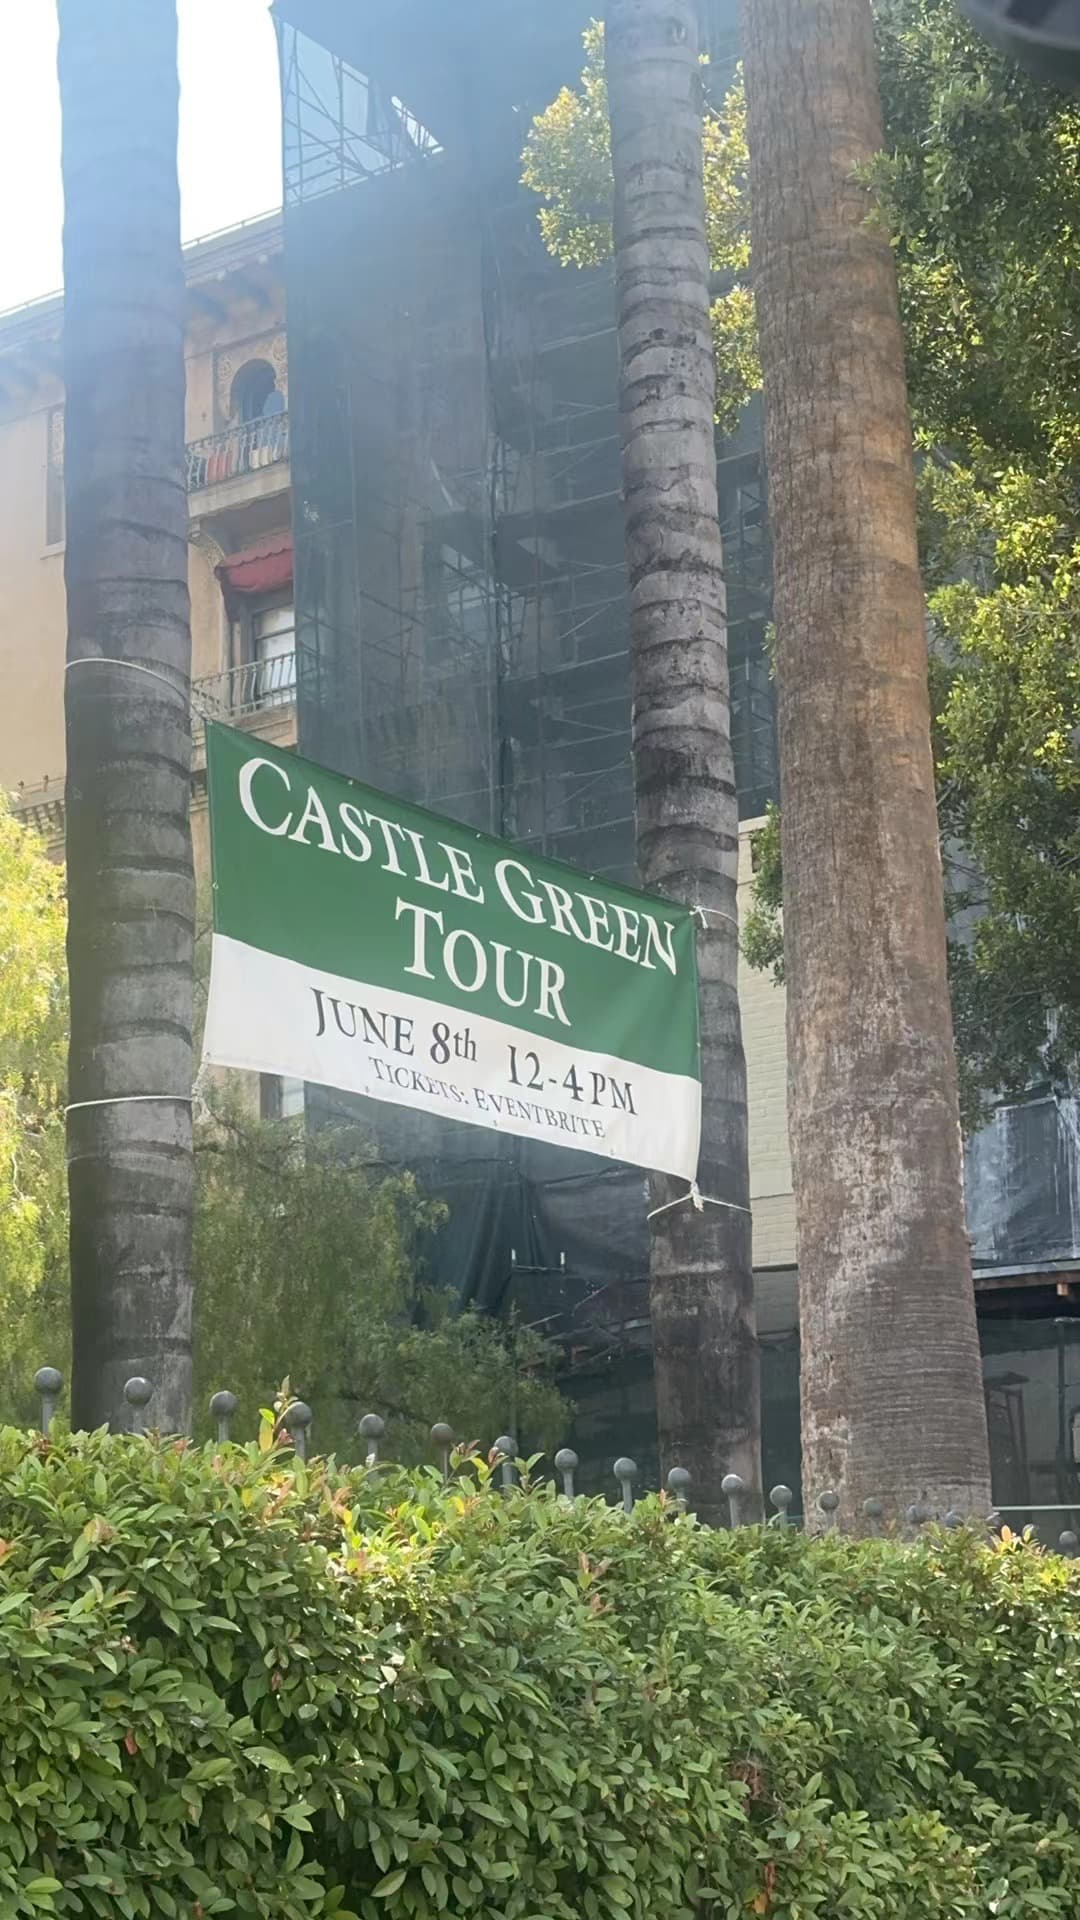 CASTLE GREEN
TOUR
JUNE 8th 12-4 PM
TICKETS: EVENTBRITE